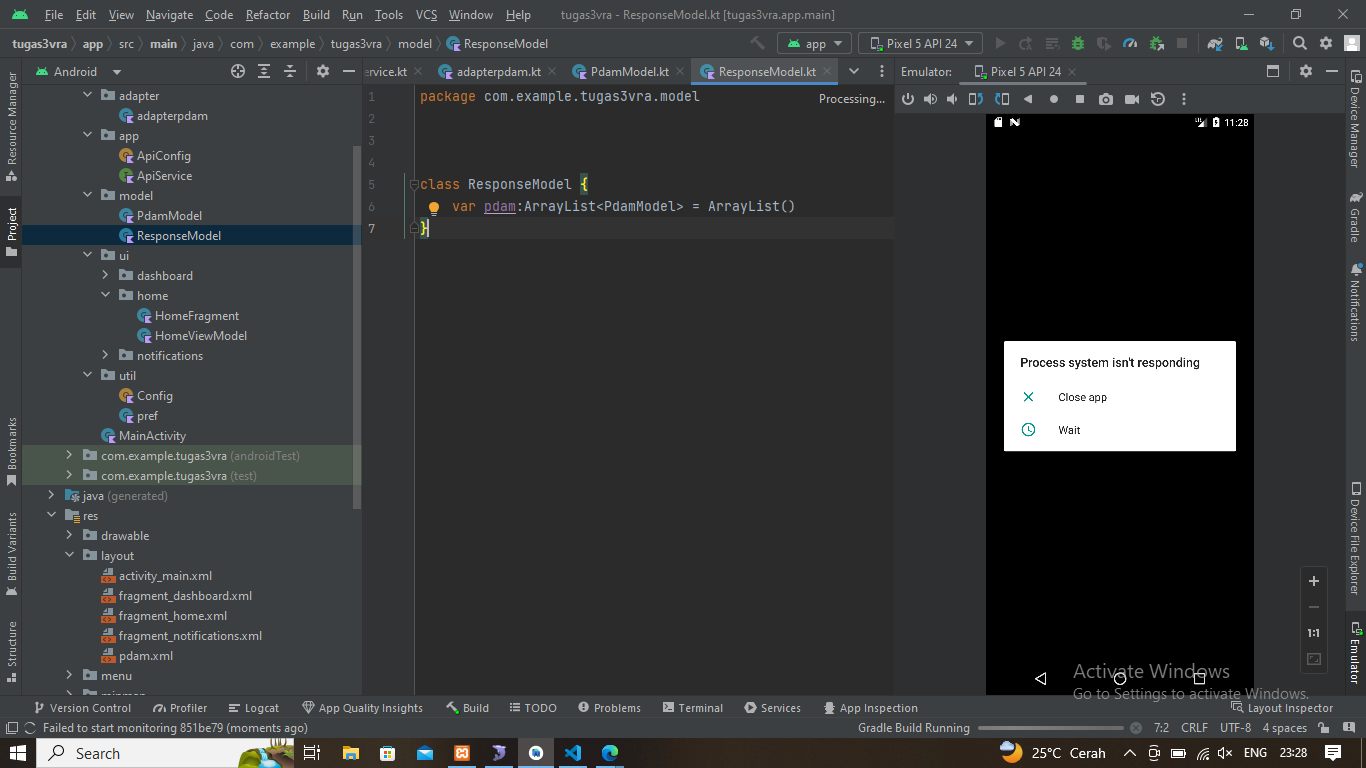 File Edit View Navigate Code Refactor Build Run Tools VCS Window Help tugas3vra - ResponseModel.kt [tugas3vra.app.main]
tugas3vra app src main java com example tugas3vra model ResponseModel app Pixel 5 API 24
Android ervice.kt adapterpdam.kt PdamModel.kt ResponseModel.kt Emulator: Pixel 5 API 24
Resource Manager
Project
Bookmarks
Build Variants
Structure
adapter
adapterpdam
app
ApiConfig
ApiService
model
PdamModel
ResponseModel
ui
dashboard
home
HomeFragment
HomeViewModel
notifications
util
Config
pref
MainActivity
com.example.tugas3vra (androidTest)
com.example.tugas3vra (test)
java (generated)
res
drawable
layout
activity_main.xml
fragment_dashboard.xml
fragment_home.xml
fragment_notifications.xml
pdam.xml
menu
1 package com.example.tugas3vra.model
Processing...
2
3
4
5 class ResponseModel {
6 var pdam:ArrayList<PdamModel> = ArrayList()
7 }
11:28
Process system isn't responding
Close app
Wait
1:1
Device Manager
Gradle
Notifications
Device File Explorer
Emulator
Activate Windows
Go to Settings to activate Windows.
Version Control Profiler Logcat App Quality Insights Build TODO Problems Terminal Services App Inspection Layout Inspector
Failed to start monitoring 851be79 (moments ago) Gradle Build Running 7:2 CRLF UTF-8 4 spaces
Search 25°C Cerah ENG 23:28